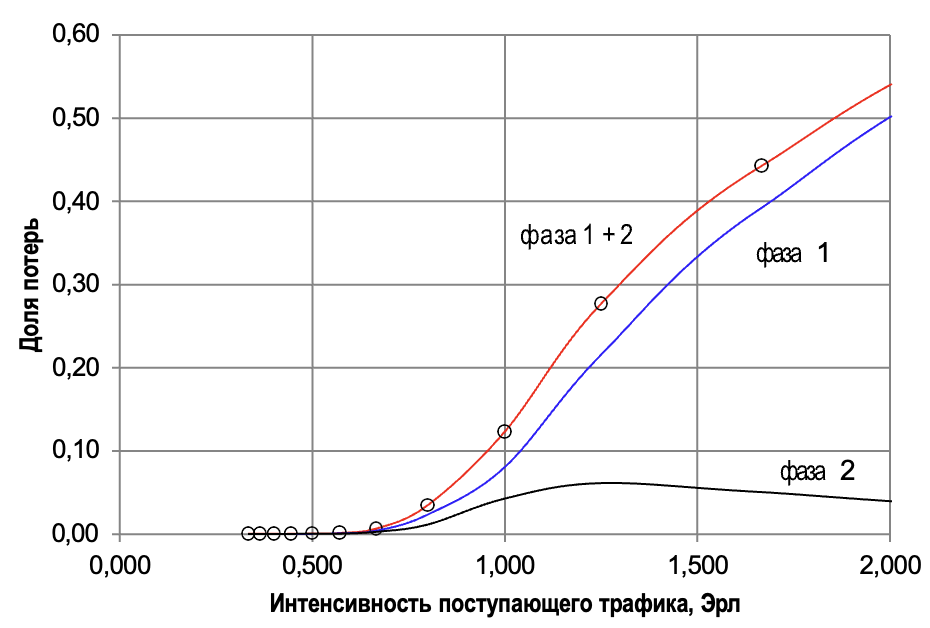 0,60
0,50
0,40
0,30
0,20
0,10
0,00
Доля потерь
фаза 1 + 2
фаза 1
фаза 2
0,000 0,500 1,000 1,500 2,000
Интенсивность поступающего трафика, Эрл